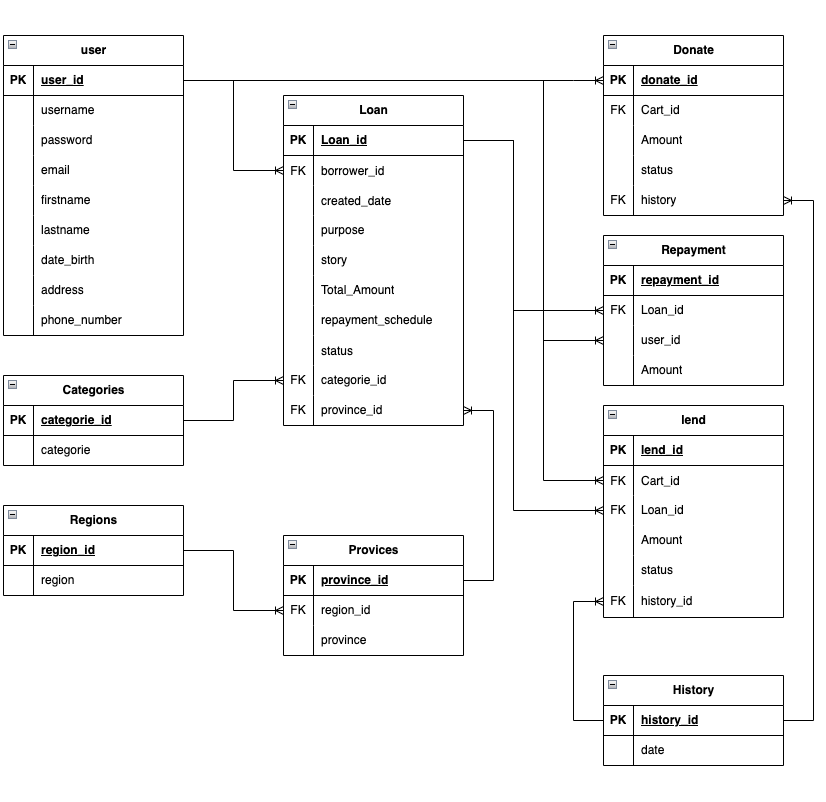 user
PK user_id
username
password
email
firstname
lastname
date_birth
address
phone_number
Categories
PK categorie_id
categorie
Regions
PK region_id
region
Loan
PK Loan_id
FK borrower_id
created_date
purpose
story
Total_Amount
repayment_schedule
status
FK categorie_id
FK province_id
Provices
PK province_id
FK region_id
province
Donate
PK donate_id
FK Cart_id
Amount
status
FK history
Repayment
PK repayment_id
FK Loan_id
user_id
Amount
lend
PK lend_id
FK Cart_id
FK Loan_id
Amount
status
FK history_id
History
PK history_id
date